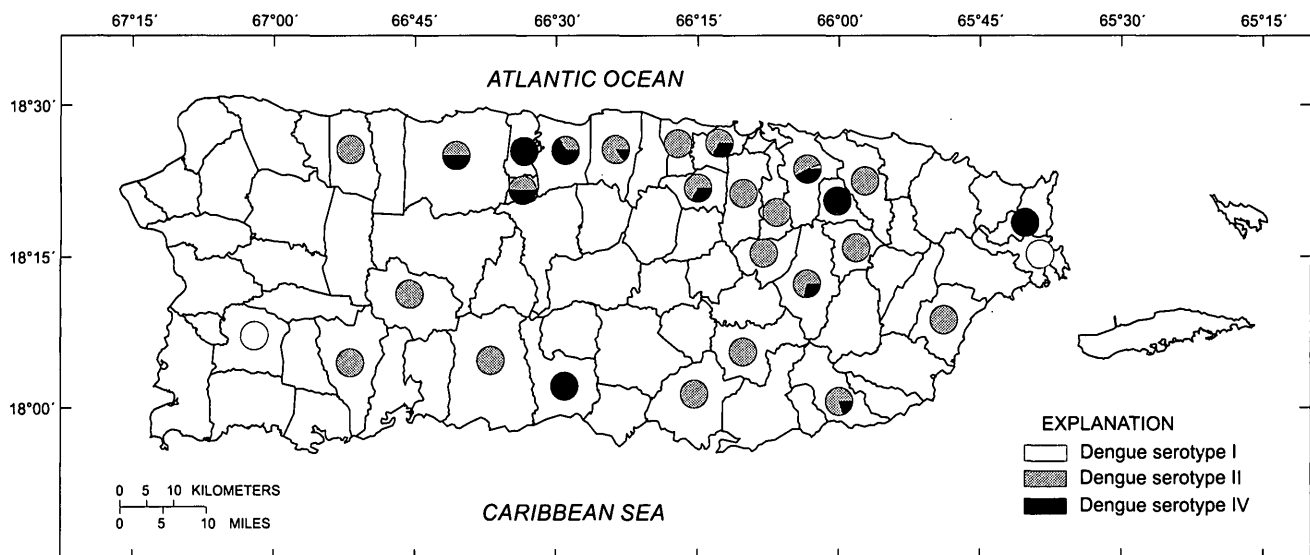 67°15' 67°00' 66°45' 66°30' 66°15' 66°00' 65°45' 65°30' 65°15'
ATLANTIC OCEAN
18°30'
18°15'
18°00'
EXPLANATION
Dengue serotype I
Dengue serotype II
Dengue serotype IV
0 5 10 KILOMETERS
0 5 10 MILES
CARIBBEAN SEA